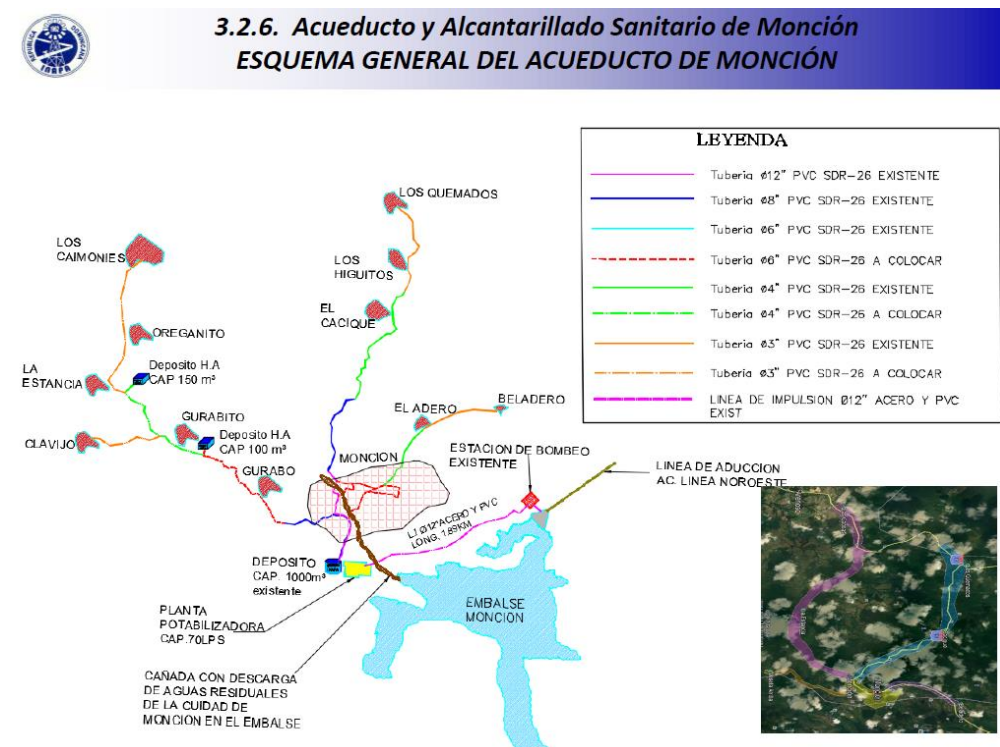 3.2.6. Acueducto y Alcantarillado Sanitario de Monción
ESQUEMA GENERAL DEL ACUEDUCTO DE MONCIÓN
REPUBLICA DOMINICANA
INAPA
LEYENDA
Tuberia ø12" PVC SDR-26 EXISTENTE
Tuberia ø8" PVC SDR-26 EXISTENTE
Tuberia ø6" PVC SDR-26 EXISTENTE
Tuberia ø6" PVC SDR-26 A COLOCAR
Tuberia ø4" PVC SDR-26 EXISTENTE
Tuberia ø4" PVC SDR-26 A COLOCAR
Tuberia ø3" PVC SDR-26 EXISTENTE
Tuberia ø3" PVC SDR-26 A COLOCAR
LINEA DE IMPULSION Ø12" ACERO Y PVC
EXIST
LOS QUEMADOS
LOS
CAIMONIES
LOS
HIGUITOS
EL
CACIQUE
OREGANITO
LA
ESTANCIA
Deposito H.A
CAP 150 m³
GURABITO
CLAVIJO
Deposito H.A
CAP 100 m³
GURABO
MONCION
EL ADERO
BELADERO
ESTACION DE BOMBEO
EXISTENTE
LINEA DE ADUCCION
AC. LINEA NOROESTE
L.I Ø12" ACERO Y PVC
LONG. 1,89KM
DEPOSITO
CAP. 1000m³
existente
PLANTA
POTABILIZADORA
CAP.70LPS
EMBALSE
MONCION
CAÑADA CON DESCARGA
DE AGUAS RESIDUALES
DE LA CUIDAD DE
MONCION EN EL EMBALSE